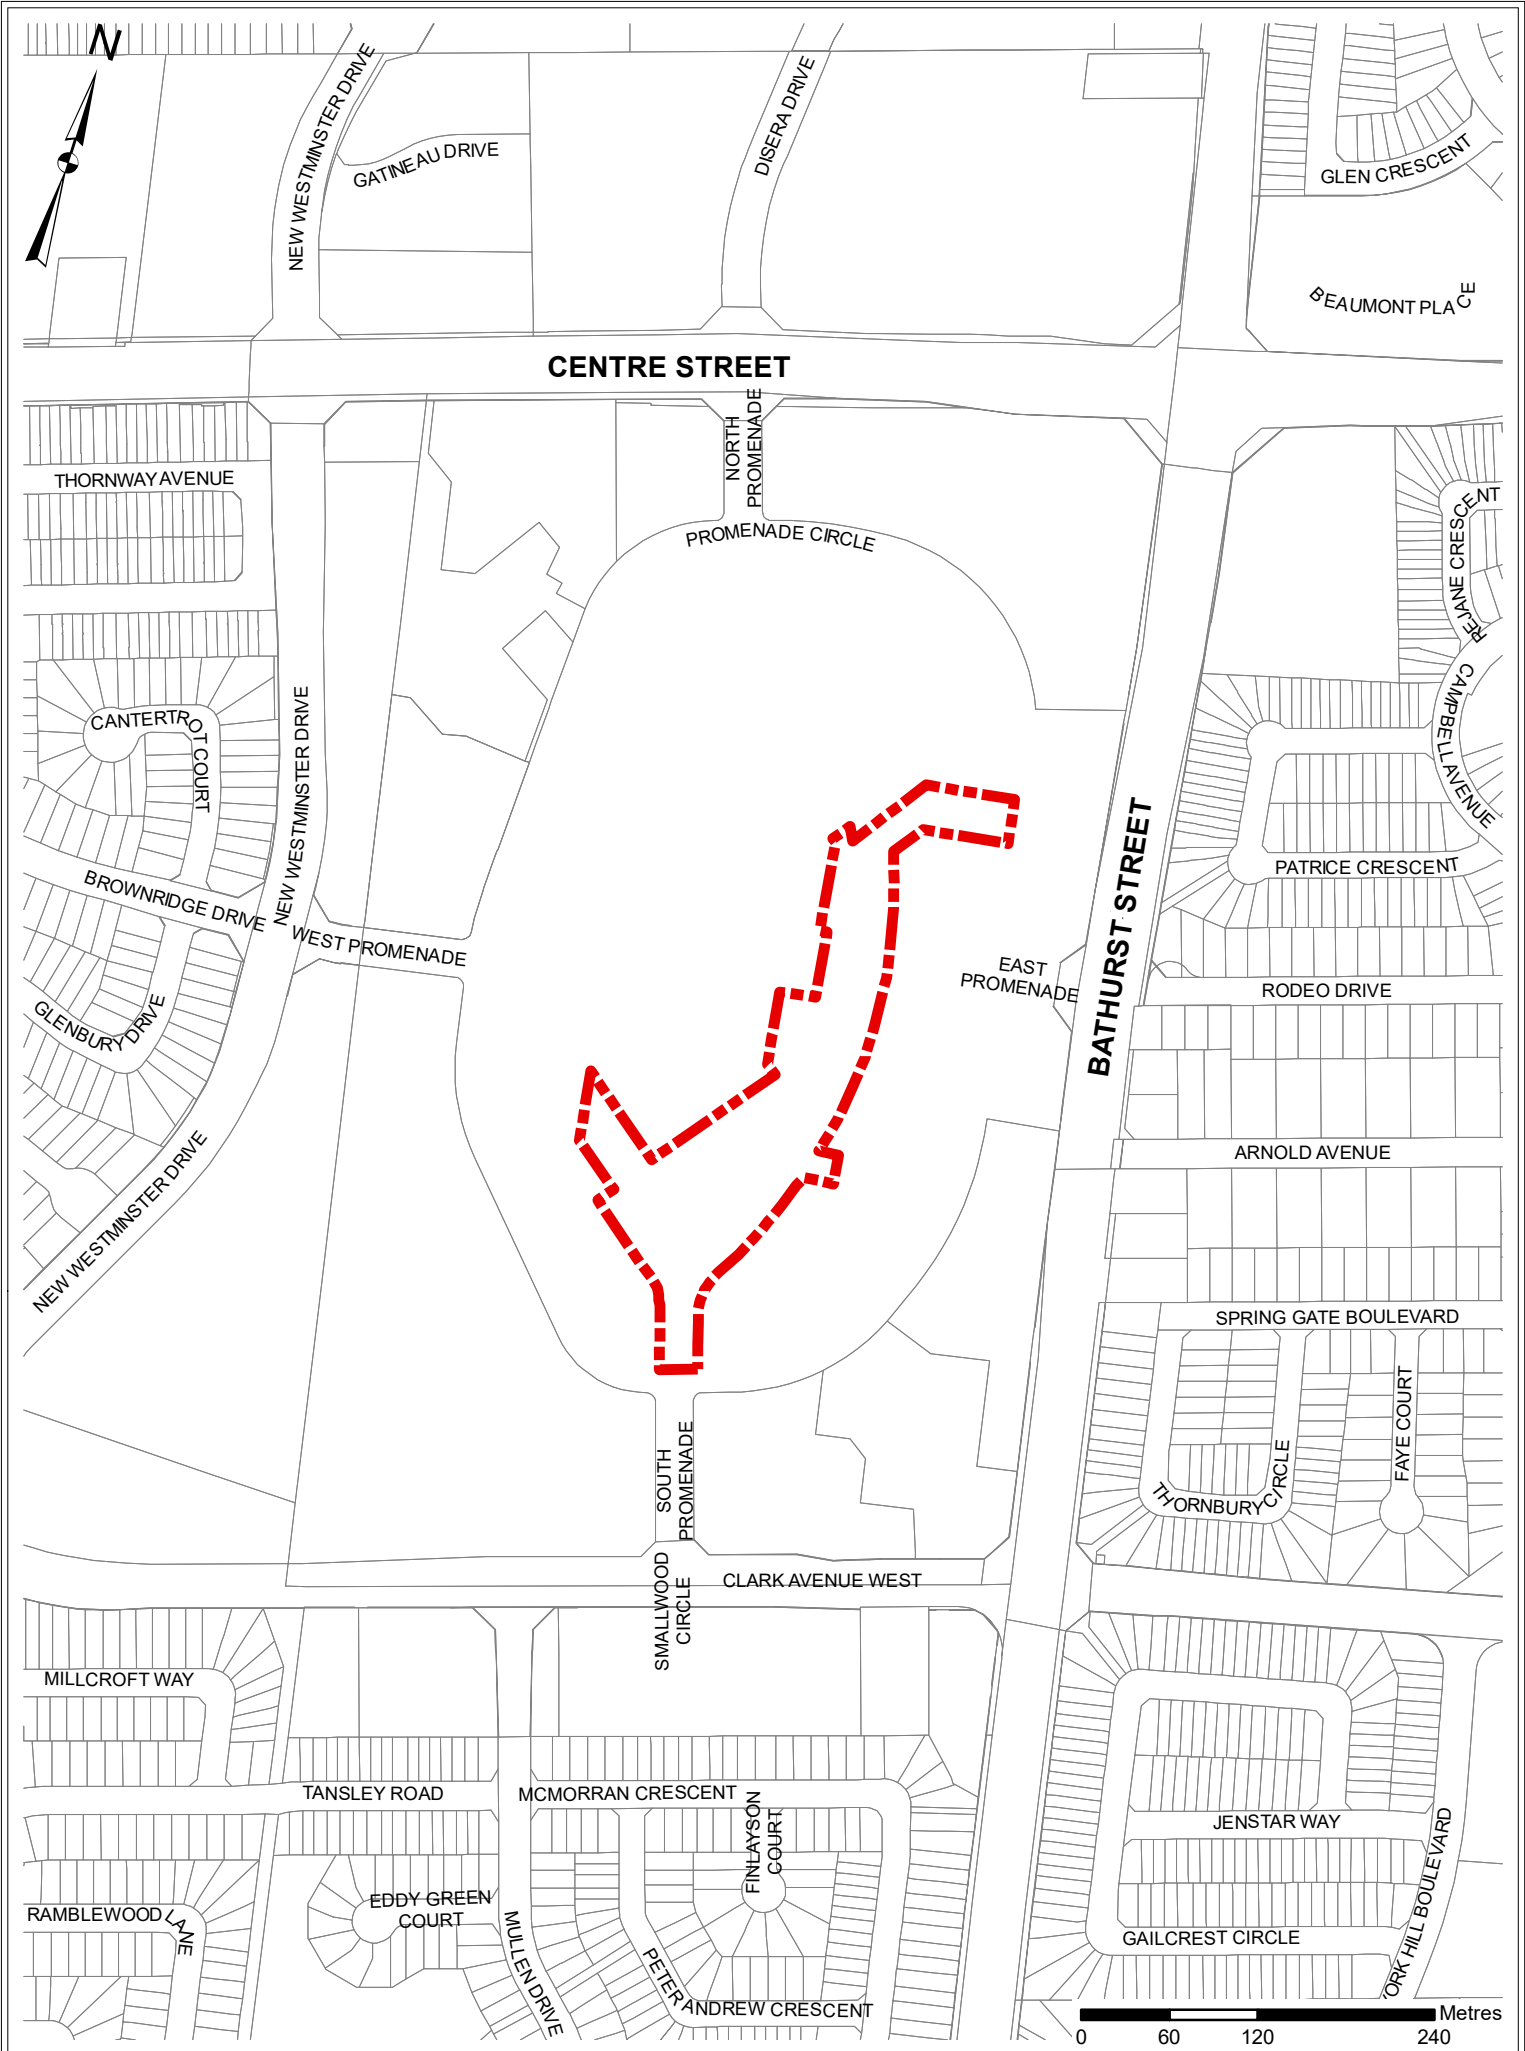 N
NEW WESTMINSTER DRIVE
GATINEAU DRIVE
DISERA DRIVE
GLEN CRESCENT
BEAUMONT PLACE
CENTRE STREET
NORTH
PROMENADE
THORNWAY AVENUE
PROMENADE CIRCLE
REJANE CRESCENT
CAMPBELL AVENUE
CANTERTROT COURT
NEW WESTMINSTER DRIVE
BATHURST STREET
PATRICE CRESCENT
BROWNRIDGE DRIVE
WEST PROMENADE
EAST
PROMENADE
RODEO DRIVE
GLENBURY DRIVE
ARNOLD AVENUE
NEW WESTMINSTER DRIVE
SPRING GATE BOULEVARD
FAYE COURT
THORNBURY CIRCLE
SOUTH
PROMENADE
SMALLWOOD
CIRCLE
CLARK AVENUE WEST
MILLCROFT WAY
TANSLEY ROAD
MCMORRAN CRESCENT
FINLAYSON
COURT
JENSTAR WAY
YORK HILL BOULEVARD
EDDY GREEN
COURT
RAMBLEWOOD LANE
MULLEN DRIVE
PETER ANDREW CRESCENT
GAILCREST CIRCLE
Metres
0 60 120 240